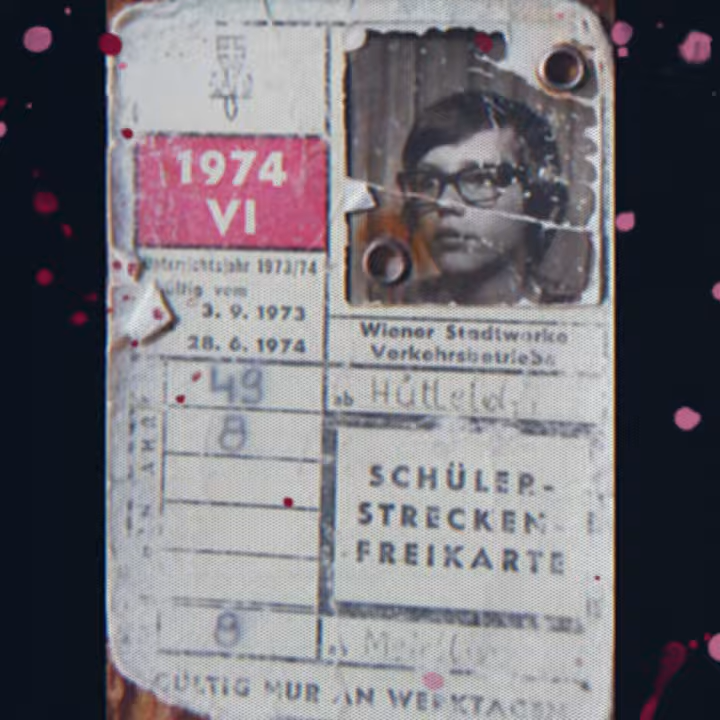 1974
VI
Unterrichtsjahr 1973/74
gültig vom
3. 9. 1973
28. 6. 1974
Wiener Stadtwerke
Verkehrsbetriebe
49
ab Hütteldf.
8
SCHÜLER-
STRECKEN-
FREIKARTE
8
GÜLTIG NUR AN WERKTAGEN